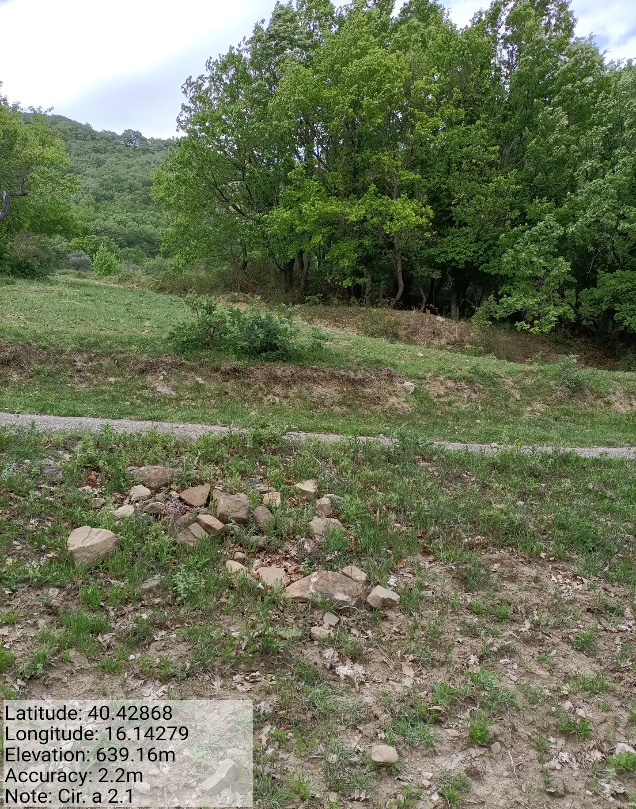 Latitude: 40.42868
Longitude: 16.14279
Elevation: 639.16m
Accuracy: 2.2m
Note: Cir. a 2.1